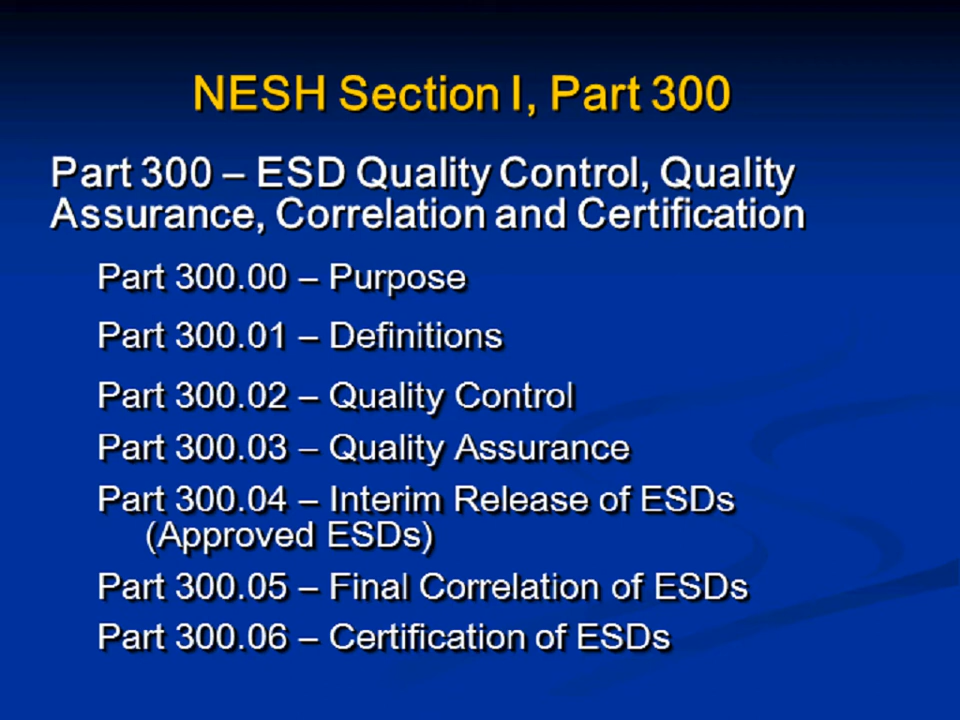 NESH Section I, Part 300
Part 300 – ESD Quality Control, Quality
Assurance, Correlation and Certification
Part 300.00 – Purpose
Part 300.01 – Definitions
Part 300.02 – Quality Control
Part 300.03 – Quality Assurance
Part 300.04 – Interim Release of ESDs
(Approved ESDs)
Part 300.05 – Final Correlation of ESDs
Part 300.06 – Certification of ESDs